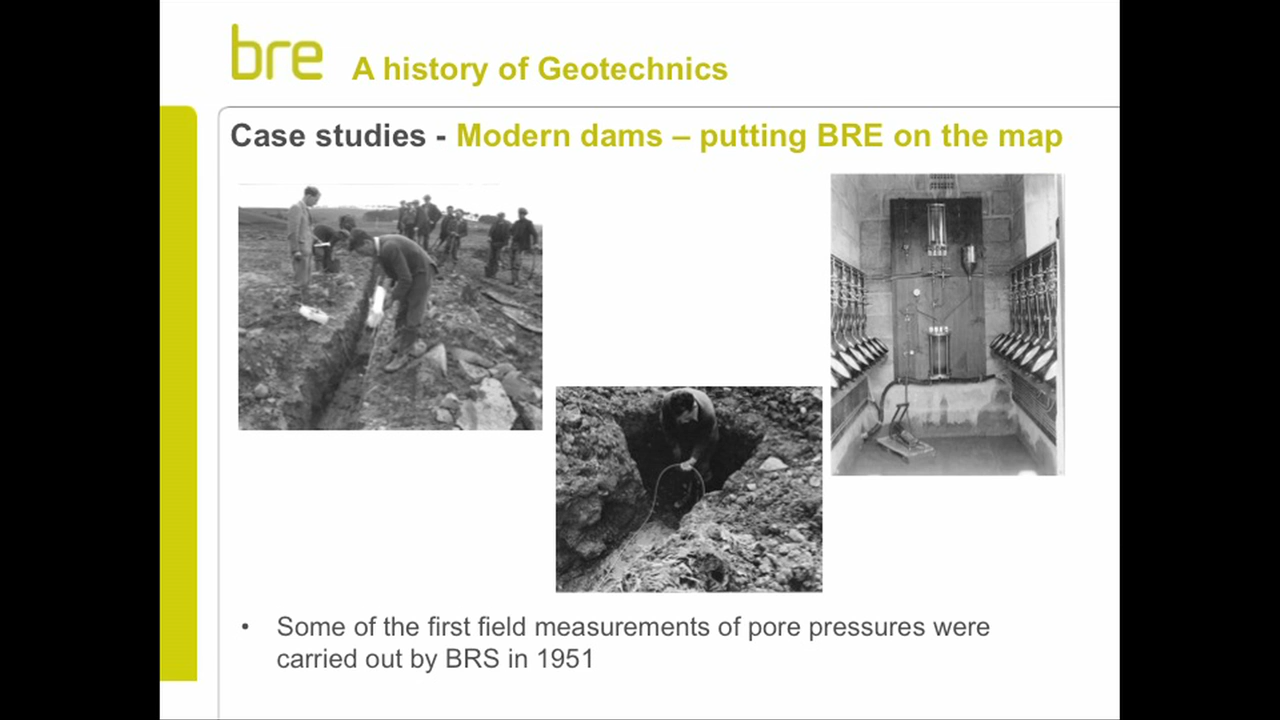 bre
A history of Geotechnics
Case studies - Modern dams – putting BRE on the map
• Some of the first field measurements of pore pressures were
carried out by BRS in 1951